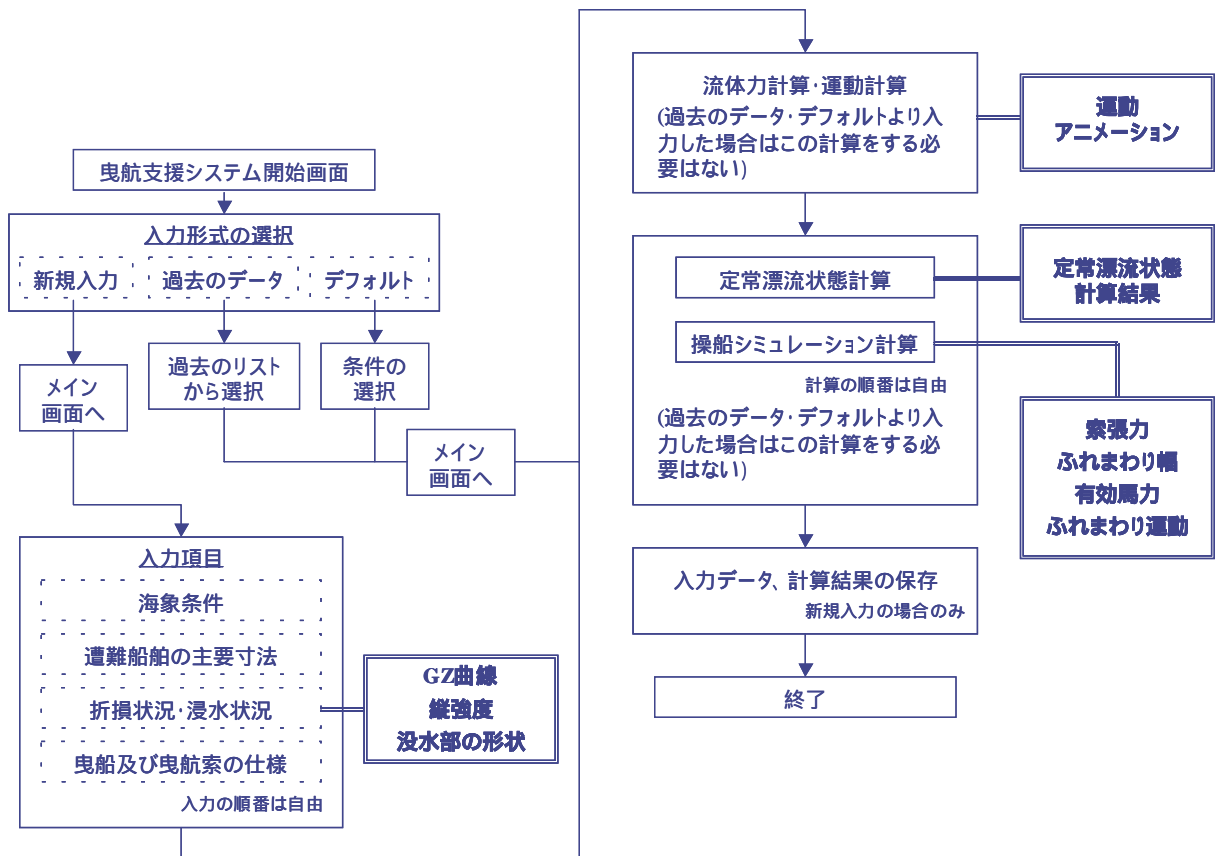 曳航支援システム開始画面
入力形式の選択
新規入力
過去のデータ
デフォルト
メイン
画面へ
過去のリスト
から選択
条件の
選択
メイン
画面へ
入力項目
海象条件
遭難船舶の主要寸法
折損状況・浸水状況
曳船及び曳航索の仕様
入力の順番は自由
GZ曲線
縦強度
没水部の形状
流体力計算・運動計算
(過去のデータ・デフォルトより入
力した場合はこの計算をする必
要はない)
運動
アニメーション
定常漂流状態計算
操船シミュレーション計算
計算の順番は自由
(過去のデータ・デフォルトより入
力した場合はこの計算をする必
要はない)
定常漂流状態
計算結果
索張力
ふれまわり幅
有効馬力
ふれまわり運動
入力データ、計算結果の保存
新規入力の場合のみ
終了